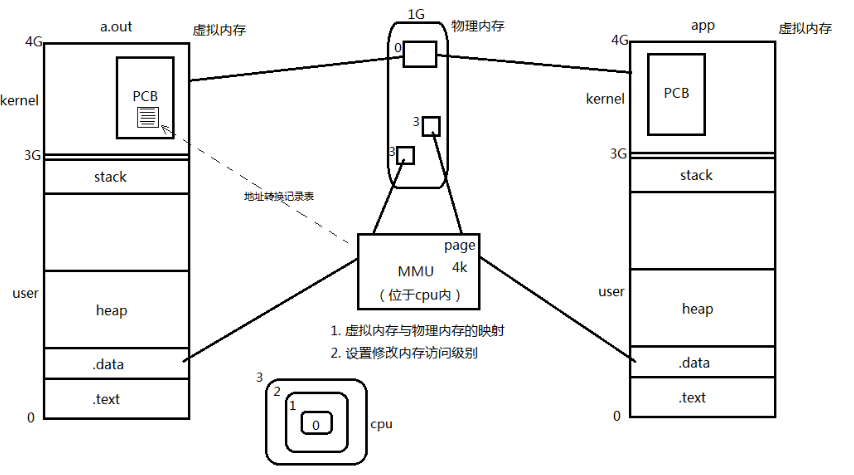 a.out
虚拟内存
4G
kernel
PCB
3G
stack
user
heap
.data
.text
0
1G
物理内存
0
3
3
地址转换记录表
page
4k
MMU
（位于cpu内）
1. 虚拟内存与物理内存的映射
2. 设置修改内存访问级别
3
2
1
0
cpu
app
虚拟内存
4G
kernel
PCB
3G
stack
user
heap
.data
.text
0